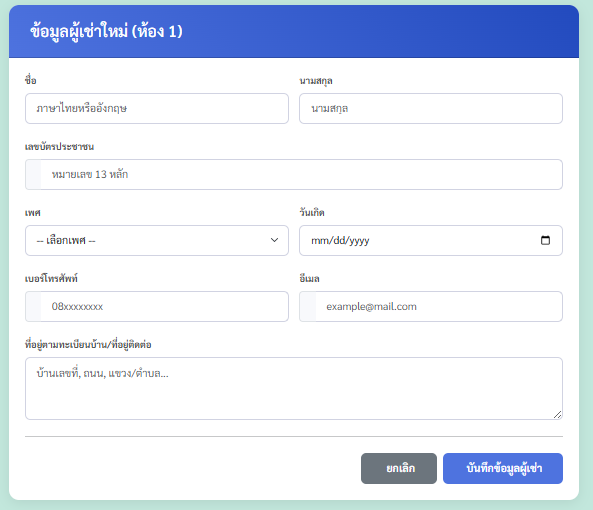 ข้อมูลผู้เช่าใหม่ (ห้อง 1)
ชื่อ นามสกุล
ภาษาไทยหรืออังกฤษ นามสกุล
เลขบัตรประชาชน
หมายเลข 13 หลัก
เพศ วันเกิด
-- เลือกเพศ -- mm/dd/yyyy
เบอร์โทรศัพท์ อีเมล
08xxxxxxxx example@mail.com
ที่อยู่ตามทะเบียนบ้าน/ที่อยู่ติดต่อ
บ้านเลขที่, ถนน, แขวง/ตำบล...
ยกเลิก บันทึกข้อมูลผู้เช่า